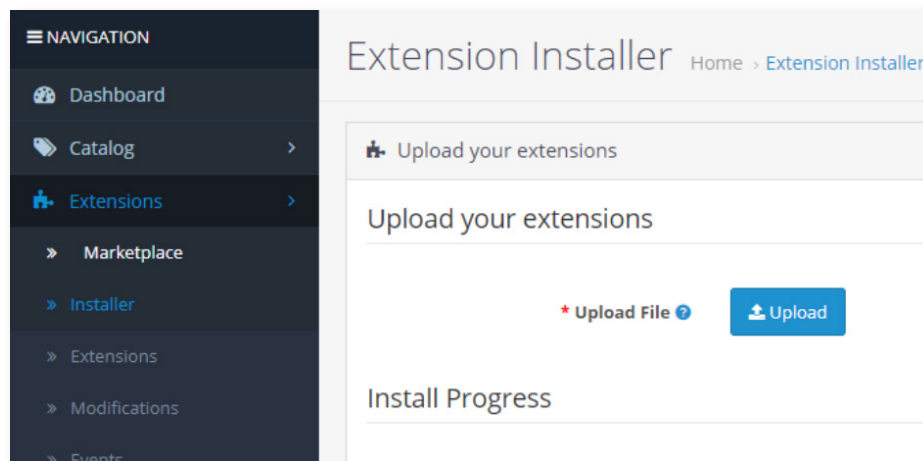 NAVIGATION
Dashboard
Catalog
Extensions
Marketplace
Installer
Extensions
Modifications
Events
Extension Installer Home › Extension Installer
Upload your extensions
Upload your extensions
* Upload File Upload
Install Progress